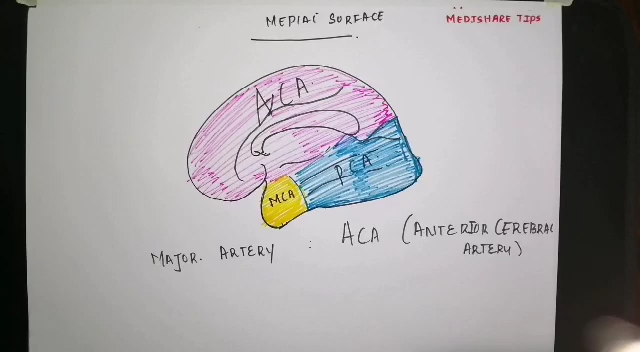 MEDIAL SURFACE
MEDISHARE TIPS
ACA
PCA
MCA
MAJOR. ARTERY : ACA (ANTERIOR CEREBRAL
ARTERY)